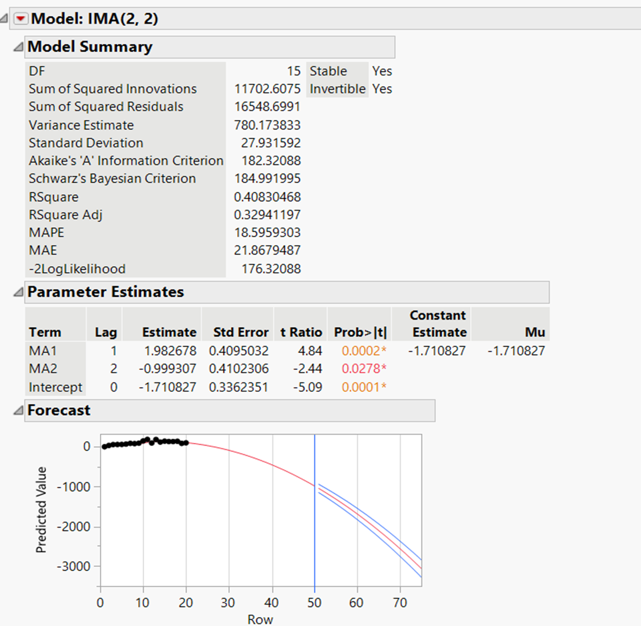 Model: IMA(2, 2)
Model Summary
DF 15 Stable Yes
Sum of Squared Innovations 11702.6075 Invertible Yes
Sum of Squared Residuals 16548.6991
Variance Estimate 780.173833
Standard Deviation 27.931592
Akaike's 'A' Information Criterion 182.32088
Schwarz's Bayesian Criterion 184.991995
RSquare 0.40830468
RSquare Adj 0.32941197
MAPE 18.5959303
MAE 21.8679487
-2LogLikelihood 176.32088
Parameter Estimates
Constant
Term Lag Estimate Std Error t Ratio Prob>|t| Estimate Mu
MA1 1 1.982678 0.4095032 4.84 0.0002* -1.710827 -1.710827
MA2 2 -0.999307 0.4102306 -2.44 0.0278*
Intercept 0 -1.710827 0.3362351 -5.09 0.0001*
Forecast
Predicted Value
0
-1000
-2000
-3000
0 10 20 30 40 50 60 70
Row